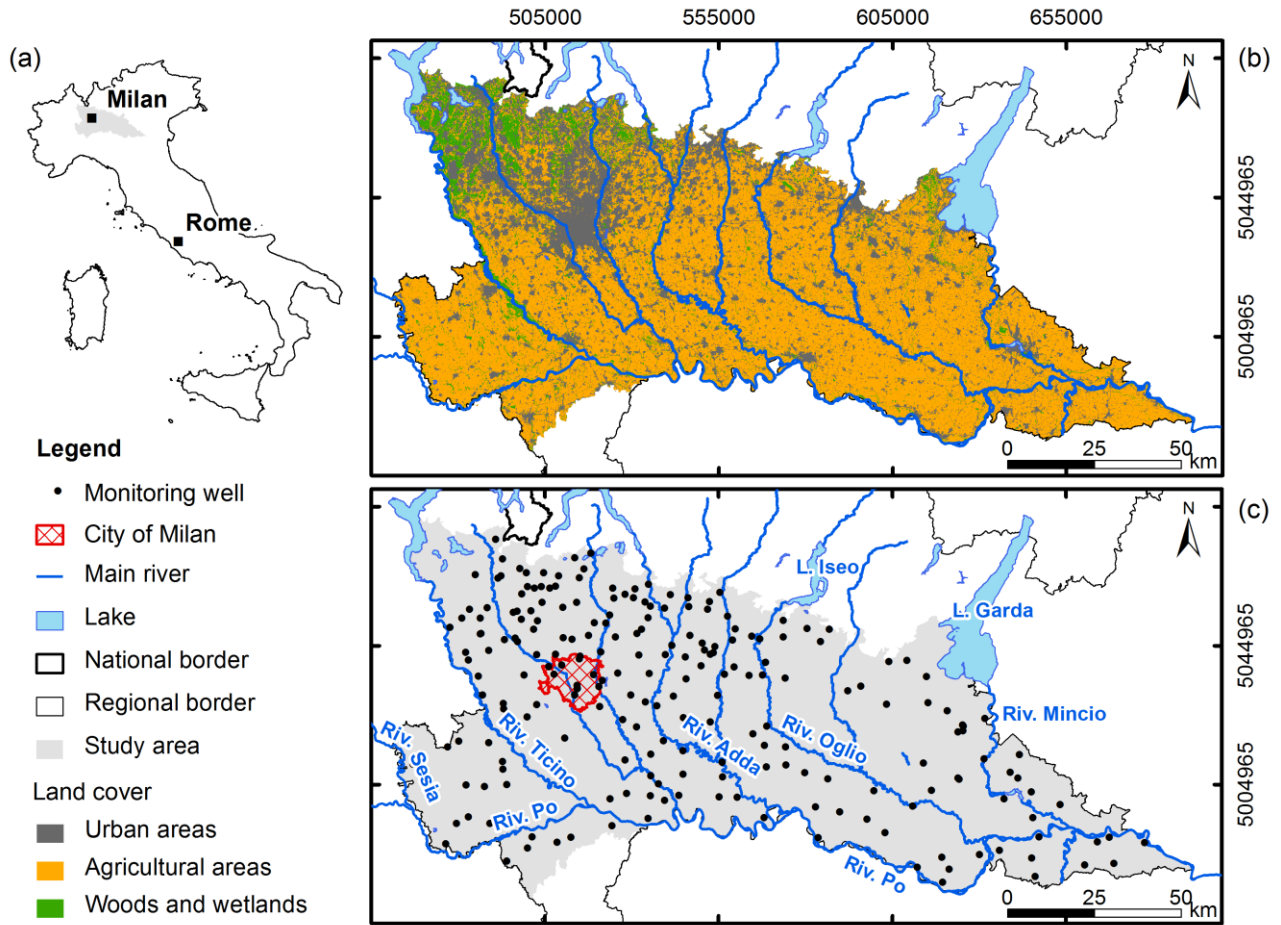 505000 555000 605000 655000
(a)
Milan
Rome
(b)
N
5044965
5004965
0 25 50
km
Legend
Monitoring well
City of Milan
Main river
Lake
National border
Regional border
Study area
Land cover
Urban areas
Agricultural areas
Woods and wetlands
(c)
N
L. Iseo
L. Garda
5044965
Riv. Mincio
Riv. Sesia
Riv. Ticino
Riv. Adda
Riv. Oglio
Riv. Po
5004965
Riv. Po
0 25 50
km